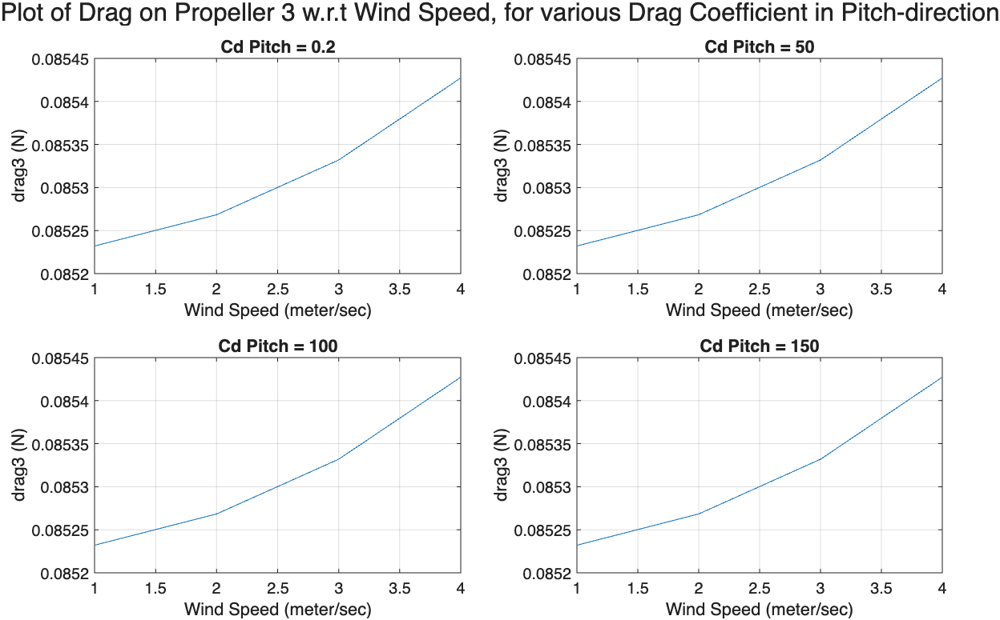 Plot of Drag on Propeller 3 w.r.t Wind Speed, for various Drag Coefficient in Pitch-direction
Cd Pitch = 0.2
0.08545
0.0854
0.08535
0.0853
0.08525
0.0852
drag3 (N)
1 1.5 2 2.5 3 3.5 4
Wind Speed (meter/sec)
Cd Pitch = 50
0.08545
0.0854
0.08535
0.0853
0.08525
0.0852
drag3 (N)
1 1.5 2 2.5 3 3.5 4
Wind Speed (meter/sec)
Cd Pitch = 100
0.08545
0.0854
0.08535
0.0853
0.08525
0.0852
drag3 (N)
1 1.5 2 2.5 3 3.5 4
Wind Speed (meter/sec)
Cd Pitch = 150
0.08545
0.0854
0.08535
0.0853
0.08525
0.0852
drag3 (N)
1 1.5 2 2.5 3 3.5 4
Wind Speed (meter/sec)